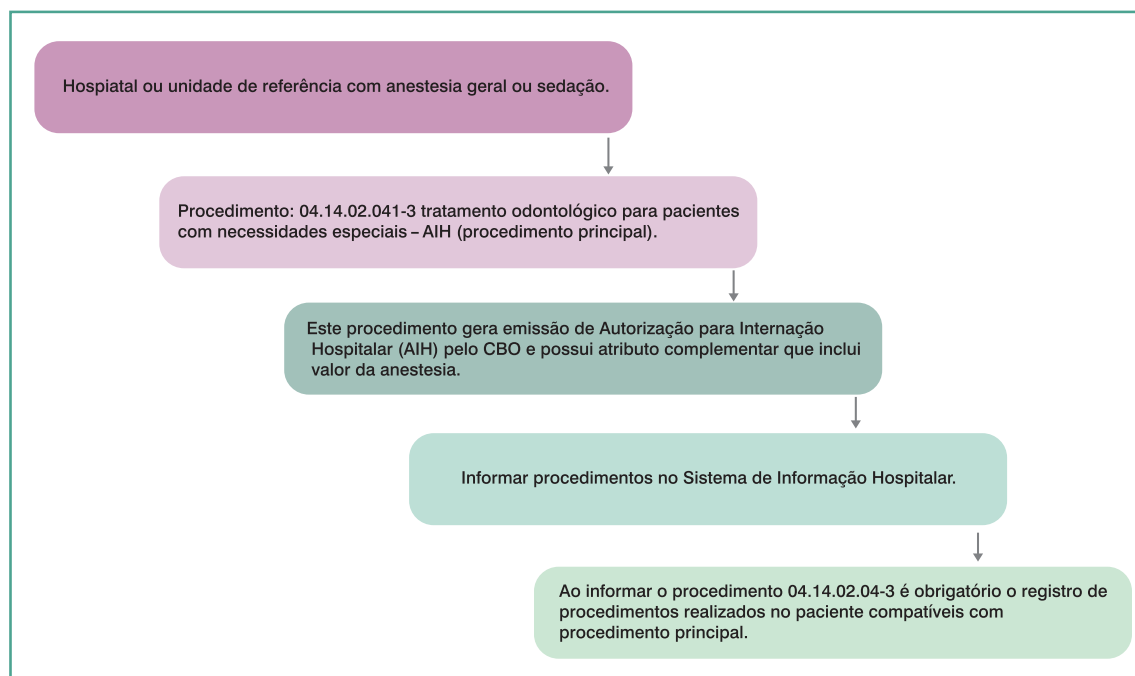 Hospiatal ou unidade de referência com anestesia geral ou sedação.
Procedimento: 04.14.02.041-3 tratamento odontológico para pacientes
com necessidades especiais – AIH (procedimento principal).
Este procedimento gera emissão de Autorização para Internação
Hospitalar (AIH) pelo CBO e possui atributo complementar que inclui
valor da anestesia.
Informar procedimentos no Sistema de Informação Hospitalar.
Ao informar o procedimento 04.14.02.04-3 é obrigatório o registro de
procedimentos realizados no paciente compatíveis com
procedimento principal.